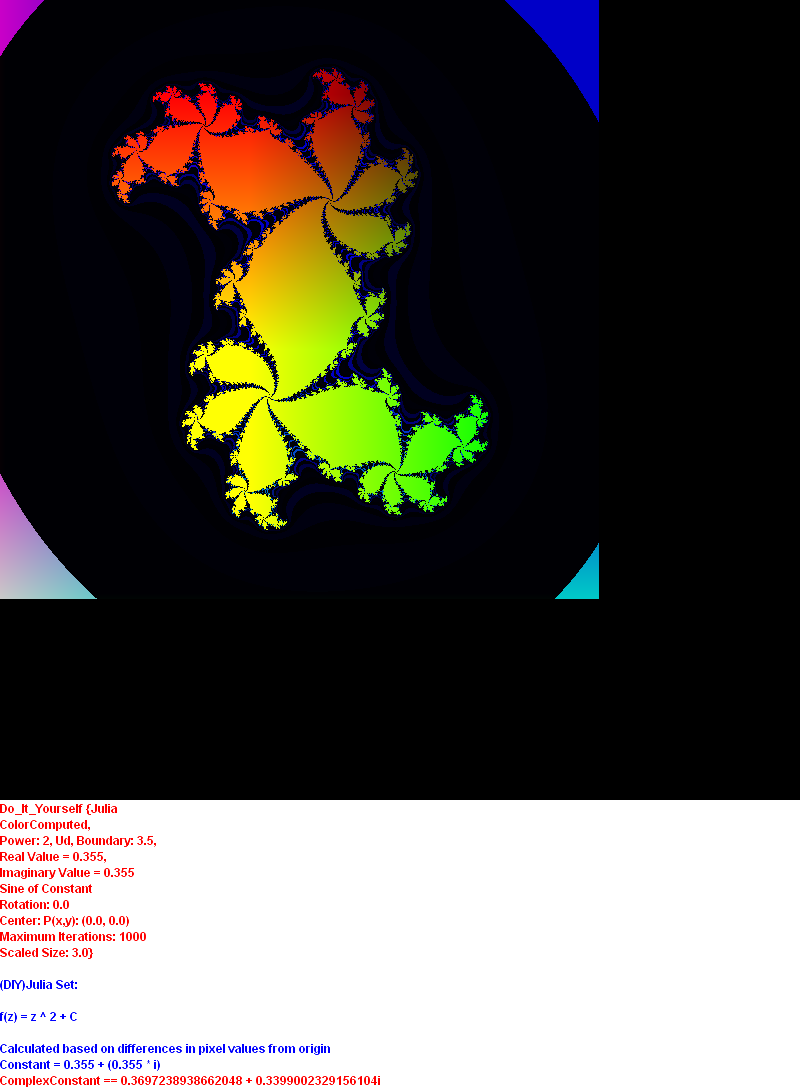 Do_It_Yourself {Julia
ColorComputed,
Power: 2, Ud, Boundary: 3.5,
Real Value = 0.355,
Imaginary Value = 0.355
Sine of Constant
Rotation: 0.0
Center: P(x,y): (0.0, 0.0)
Maximum Iterations: 1000
Scaled Size: 3.0}
(DIY)Julia Set:
f(z) = z ^ 2 + C
Calculated based on differences in pixel values from origin
Constant = 0.355 + (0.355 * i)
ComplexConstant == 0.3697238938662048 + 0.3399002329156104i